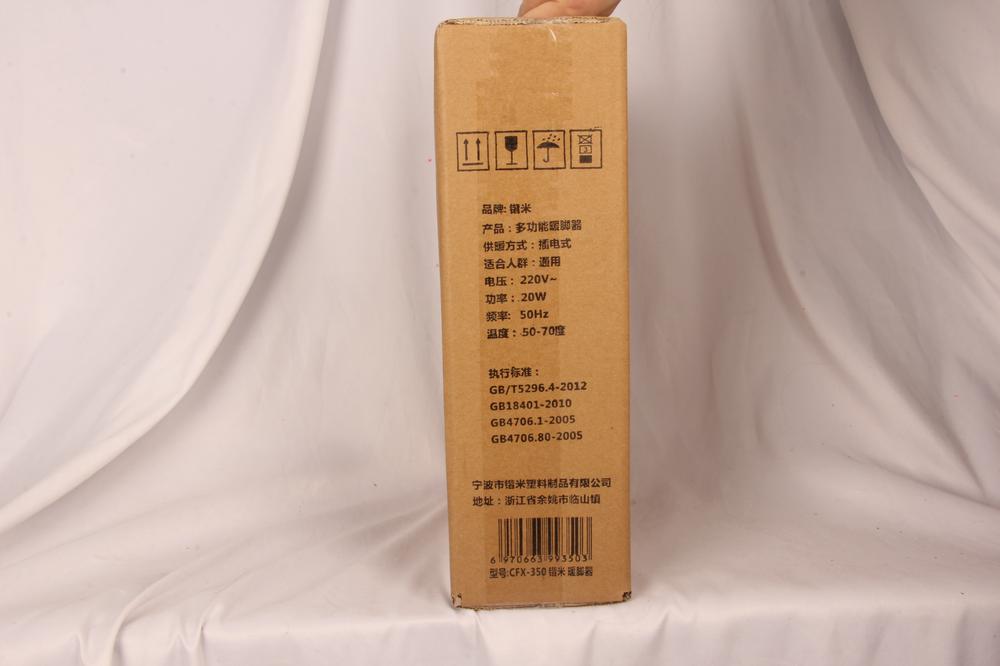 品牌: 锴米
产品：多功能暖脚器
供暖方式：插电式
适合人群：通用
电压： 220V~
功率： 20W
频率: 50Hz
温度： 50-70度
执行标准：
GB/T5296.4-2012
GB18401-2010
GB4706.1-2005
GB4706.80-2005
宁波市锴米塑料制品有限公司
地址：浙江省余姚市临山镇
6 970663 993503
型号:CFX-350 锴米 暖脚器